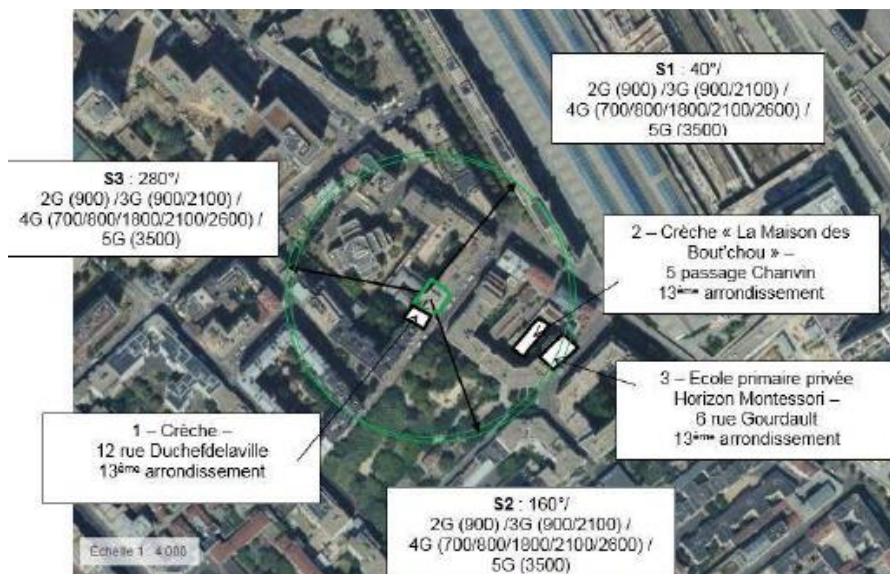 S1 : 40°/
2G (900) /3G (900/2100) /
4G (700/800/1800/2100/2600) /
5G (3500)
S3 : 280°/
2G (900) /3G (900/2100) /
4G (700/800/1800/2100/2600) /
5G (3500)
2 – Crèche « La Maison des
Bout'chou » –
5 passage Chanvin
13ème arrondissement
3 – Ecole primaire privée
Horizon Montessori –
6 rue Gourdault
13ème arrondissement
1 – Crèche –
12 rue Duchefdelaville
13ème arrondissement
S2 : 160°/
2G (900) /3G (900/2100) /
4G (700/800/1800/2100/2600) /
5G (3500)
Échelle 1 : 4 000